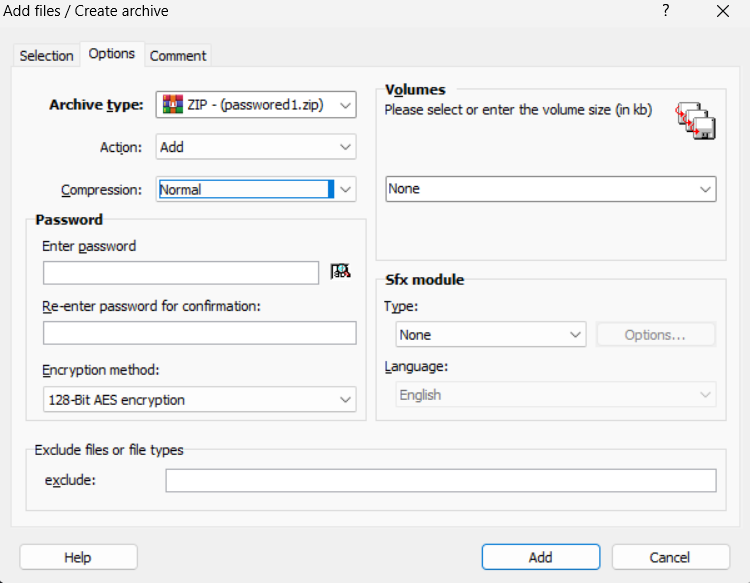 Add files / Create archive
Selection
Options
Comment
Archive type:
ZIP - (passwored1.zip)
Action:
Add
Compression:
Normal
Password
Enter password
Re-enter password for confirmation:
Encryption method:
128-Bit AES encryption
Volumes
Please select or enter the volume size (in kb)
None
Sfx module
Type:
None
Options...
Language:
English
Exclude files or file types
exclude:
Help
Add
Cancel